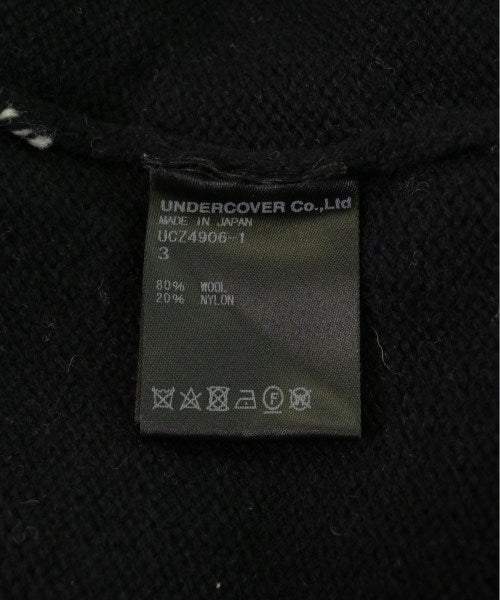 UNDERCOVER Co.,Ltd
MADE IN JAPAN
UCZ4906-1
3
80% WOOL
20% NYLON
F
W